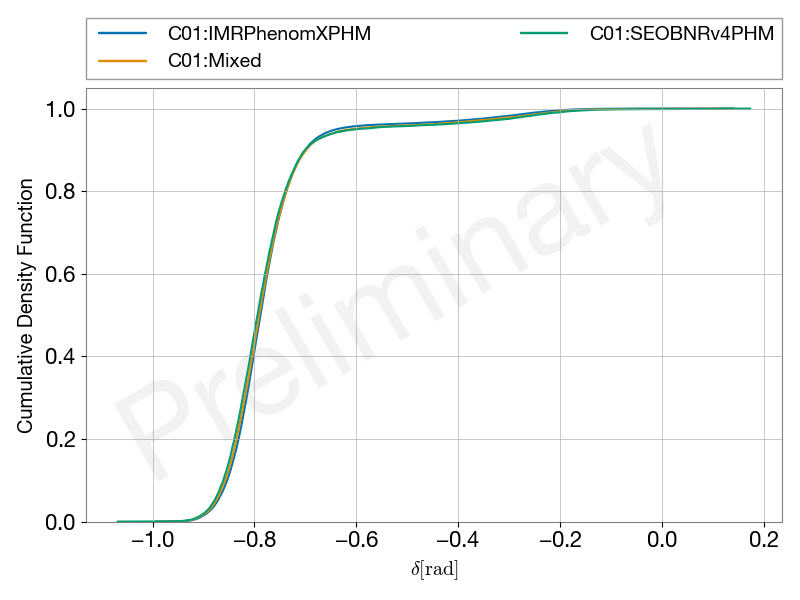 C01:IMRPhenomXPHM
C01:SEOBNRv4PHM
C01:Mixed
Cumulative Density Function
1.0
0.8
0.6
0.4
0.2
0.0
Preliminary
−1.0 −0.8 −0.6 −0.4 −0.2 0.0 0.2
δ[rad]